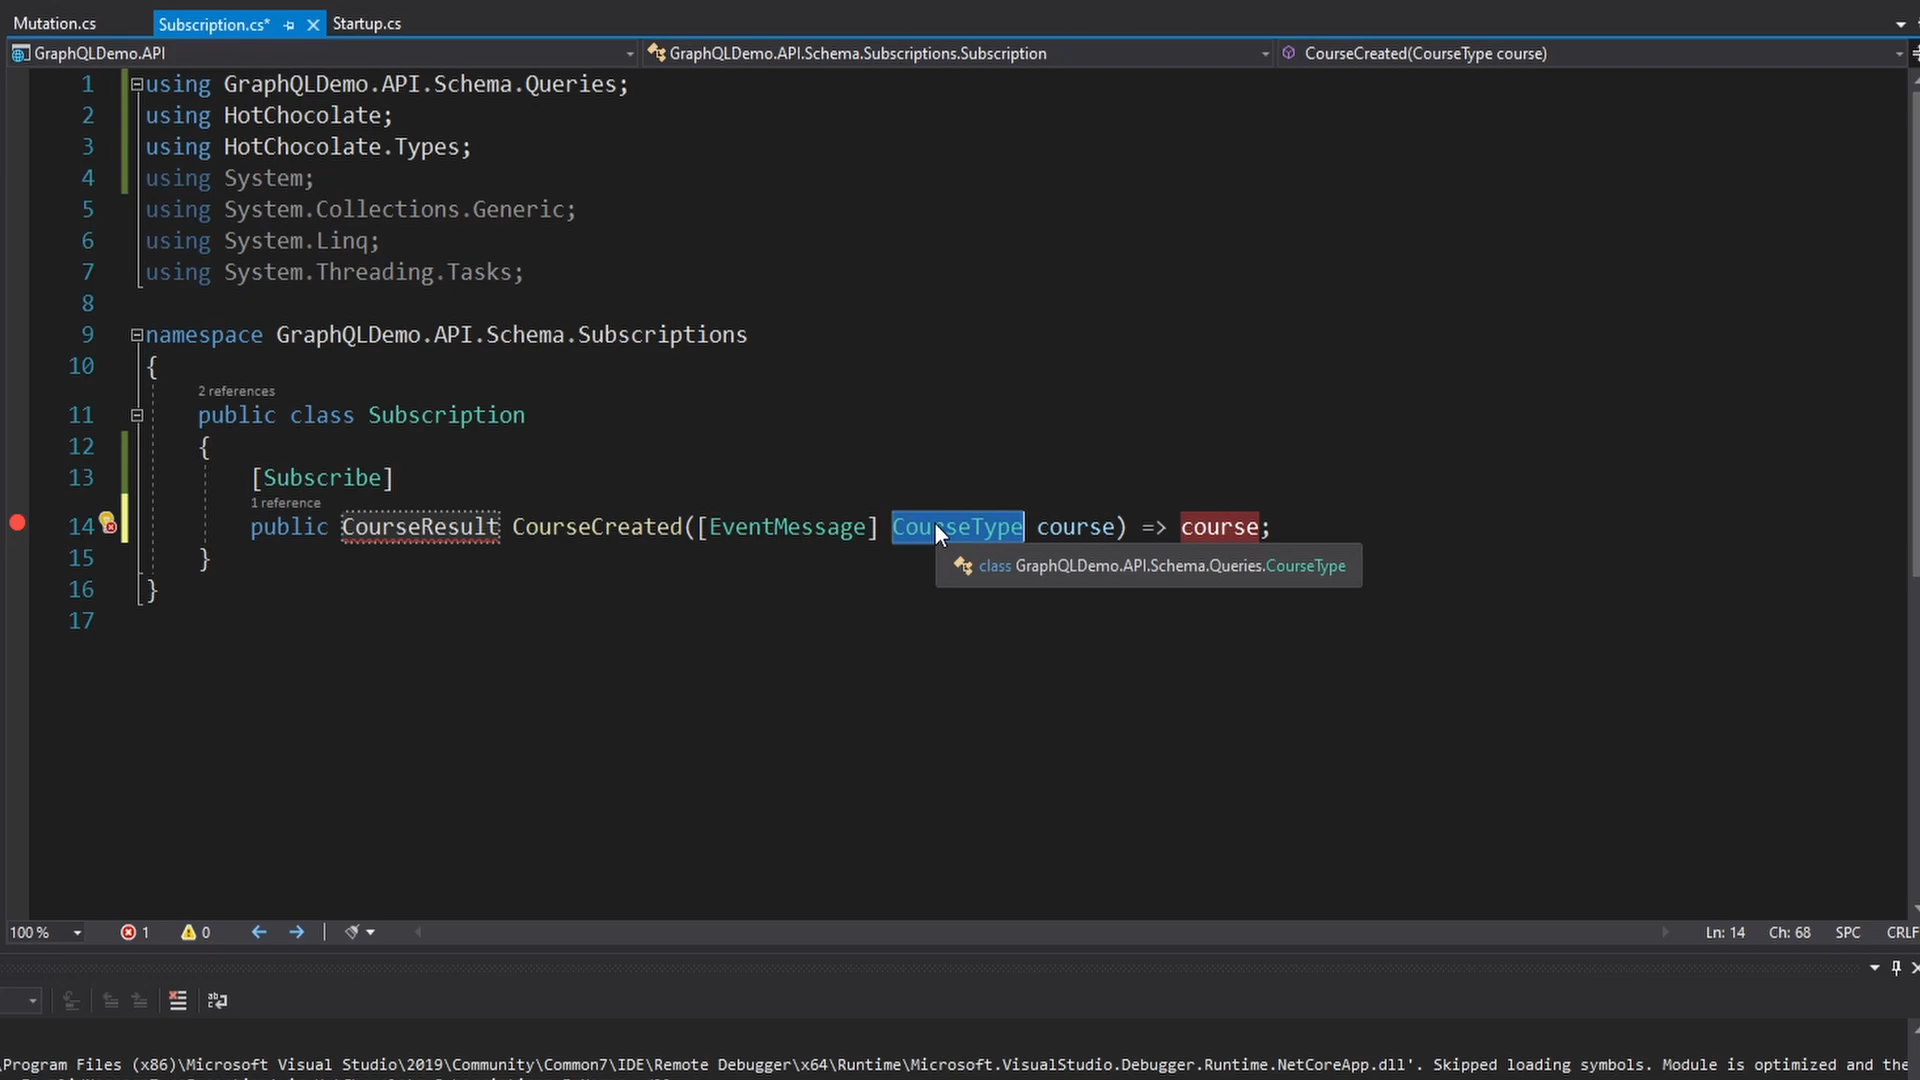 Mutation.cs Subscription.cs* Startup.cs
GraphQLDemo.API GraphQLDemo.API.Schema.Subscriptions.Subscription CourseCreated(CourseType course)
1 using GraphQLDemo.API.Schema.Queries;
2 using HotChocolate;
3 using HotChocolate.Types;
4 using System;
5 using System.Collections.Generic;
6 using System.Linq;
7 using System.Threading.Tasks;
8
9 namespace GraphQLDemo.API.Schema.Subscriptions
10 {
2 references
11 public class Subscription
12 {
13 [Subscribe]
1 reference
14 public CourseResult CourseCreated([EventMessage] CourseType course) => course;
class GraphQLDemo.API.Schema.Queries.CourseType
15 }
16 }
17
100 % 1 0 Ln: 14 Ch: 68 SPC CRLF
Program Files (x86)\Microsoft Visual Studio\2019\Community\Common7\IDE\Remote Debugger\x64\Runtime\Microsoft.VisualStudio.Debugger.Runtime.NetCoreApp.dll'. Skipped loading symbols. Module is optimized and the